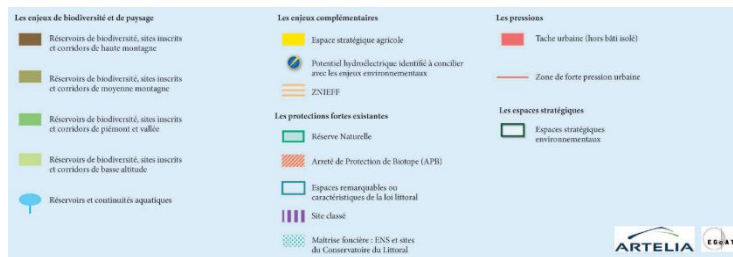 Les enjeux de biodiversité et de paysage
Réservoirs de biodiversité, sites inscrits
et corridors de haute montagne
Réservoirs de biodiversité, sites inscrits
et corridors de moyenne montagne
Réservoirs de biodiversité, sites inscrits
et corridors de piémont et vallée
Réservoirs de biodiversité, sites inscrits
et corridors de basse altitude
Réservoirs et continuités aquatiques
Les enjeux complémentaires
Espace stratégique agricole
Potentiel hydroélectrique identifié à concilier
avec les enjeux environnementaux
ZNIEFF
Les protections fortes existantes
Réserve Naturelle
Arreté de Protection de Biotope (APB)
Espaces remarquables ou
caractéristiques de la loi littoral
Site classé
Maîtrise foncière : ENS et sites
du Conservatoire du Littoral
Les pressions
Tache urbaine (hors bâti isolé)
Zone de forte pression urbaine
Les espaces stratégiques
Espaces stratégiques
environnementaux
ARTELIA
EGeAT